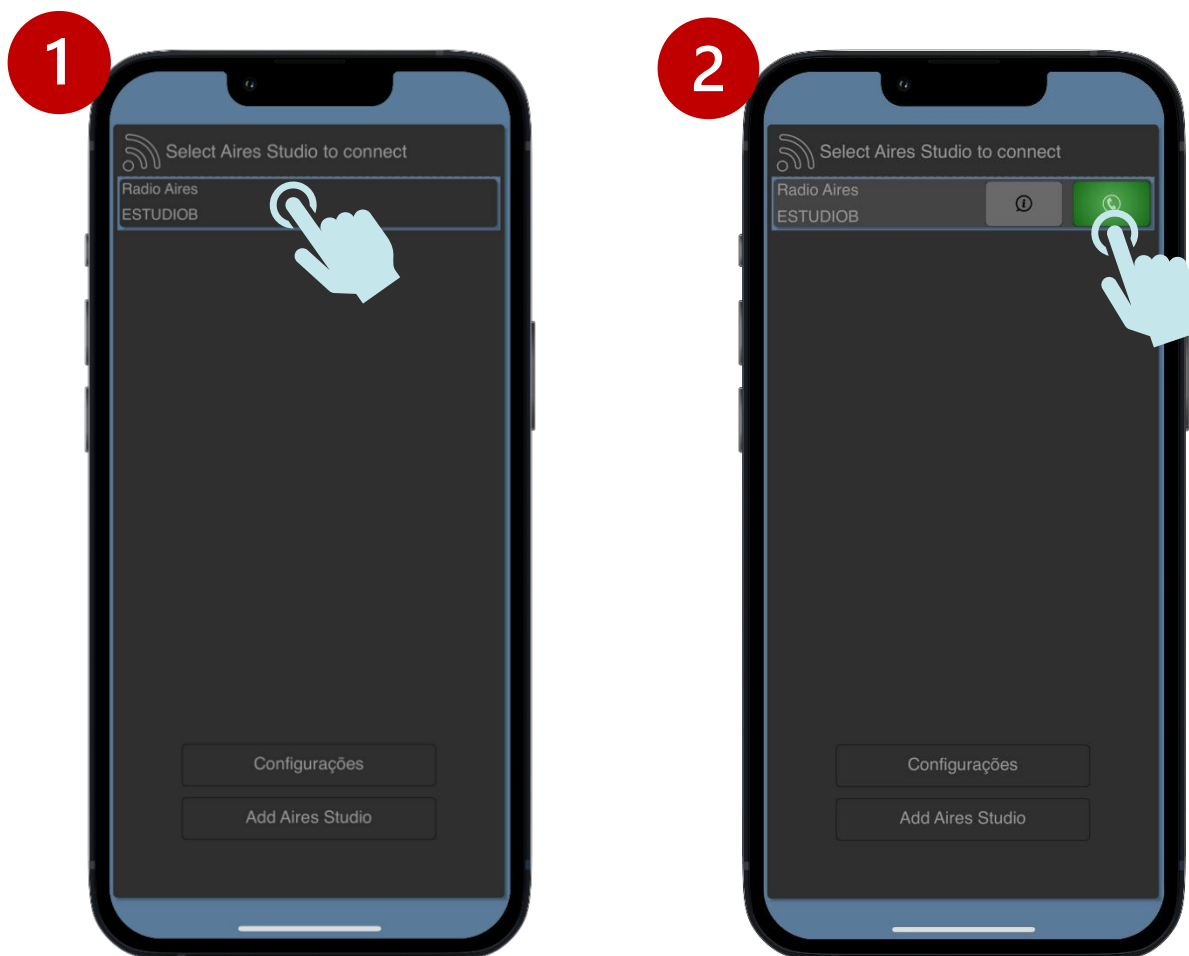 1
Select Aires Studio to connect
Radio Aires
ESTUDIOB
Configurações
Add Aires Studio
2
Select Aires Studio to connect
Radio Aires
ESTUDIOB
Configurações
Add Aires Studio